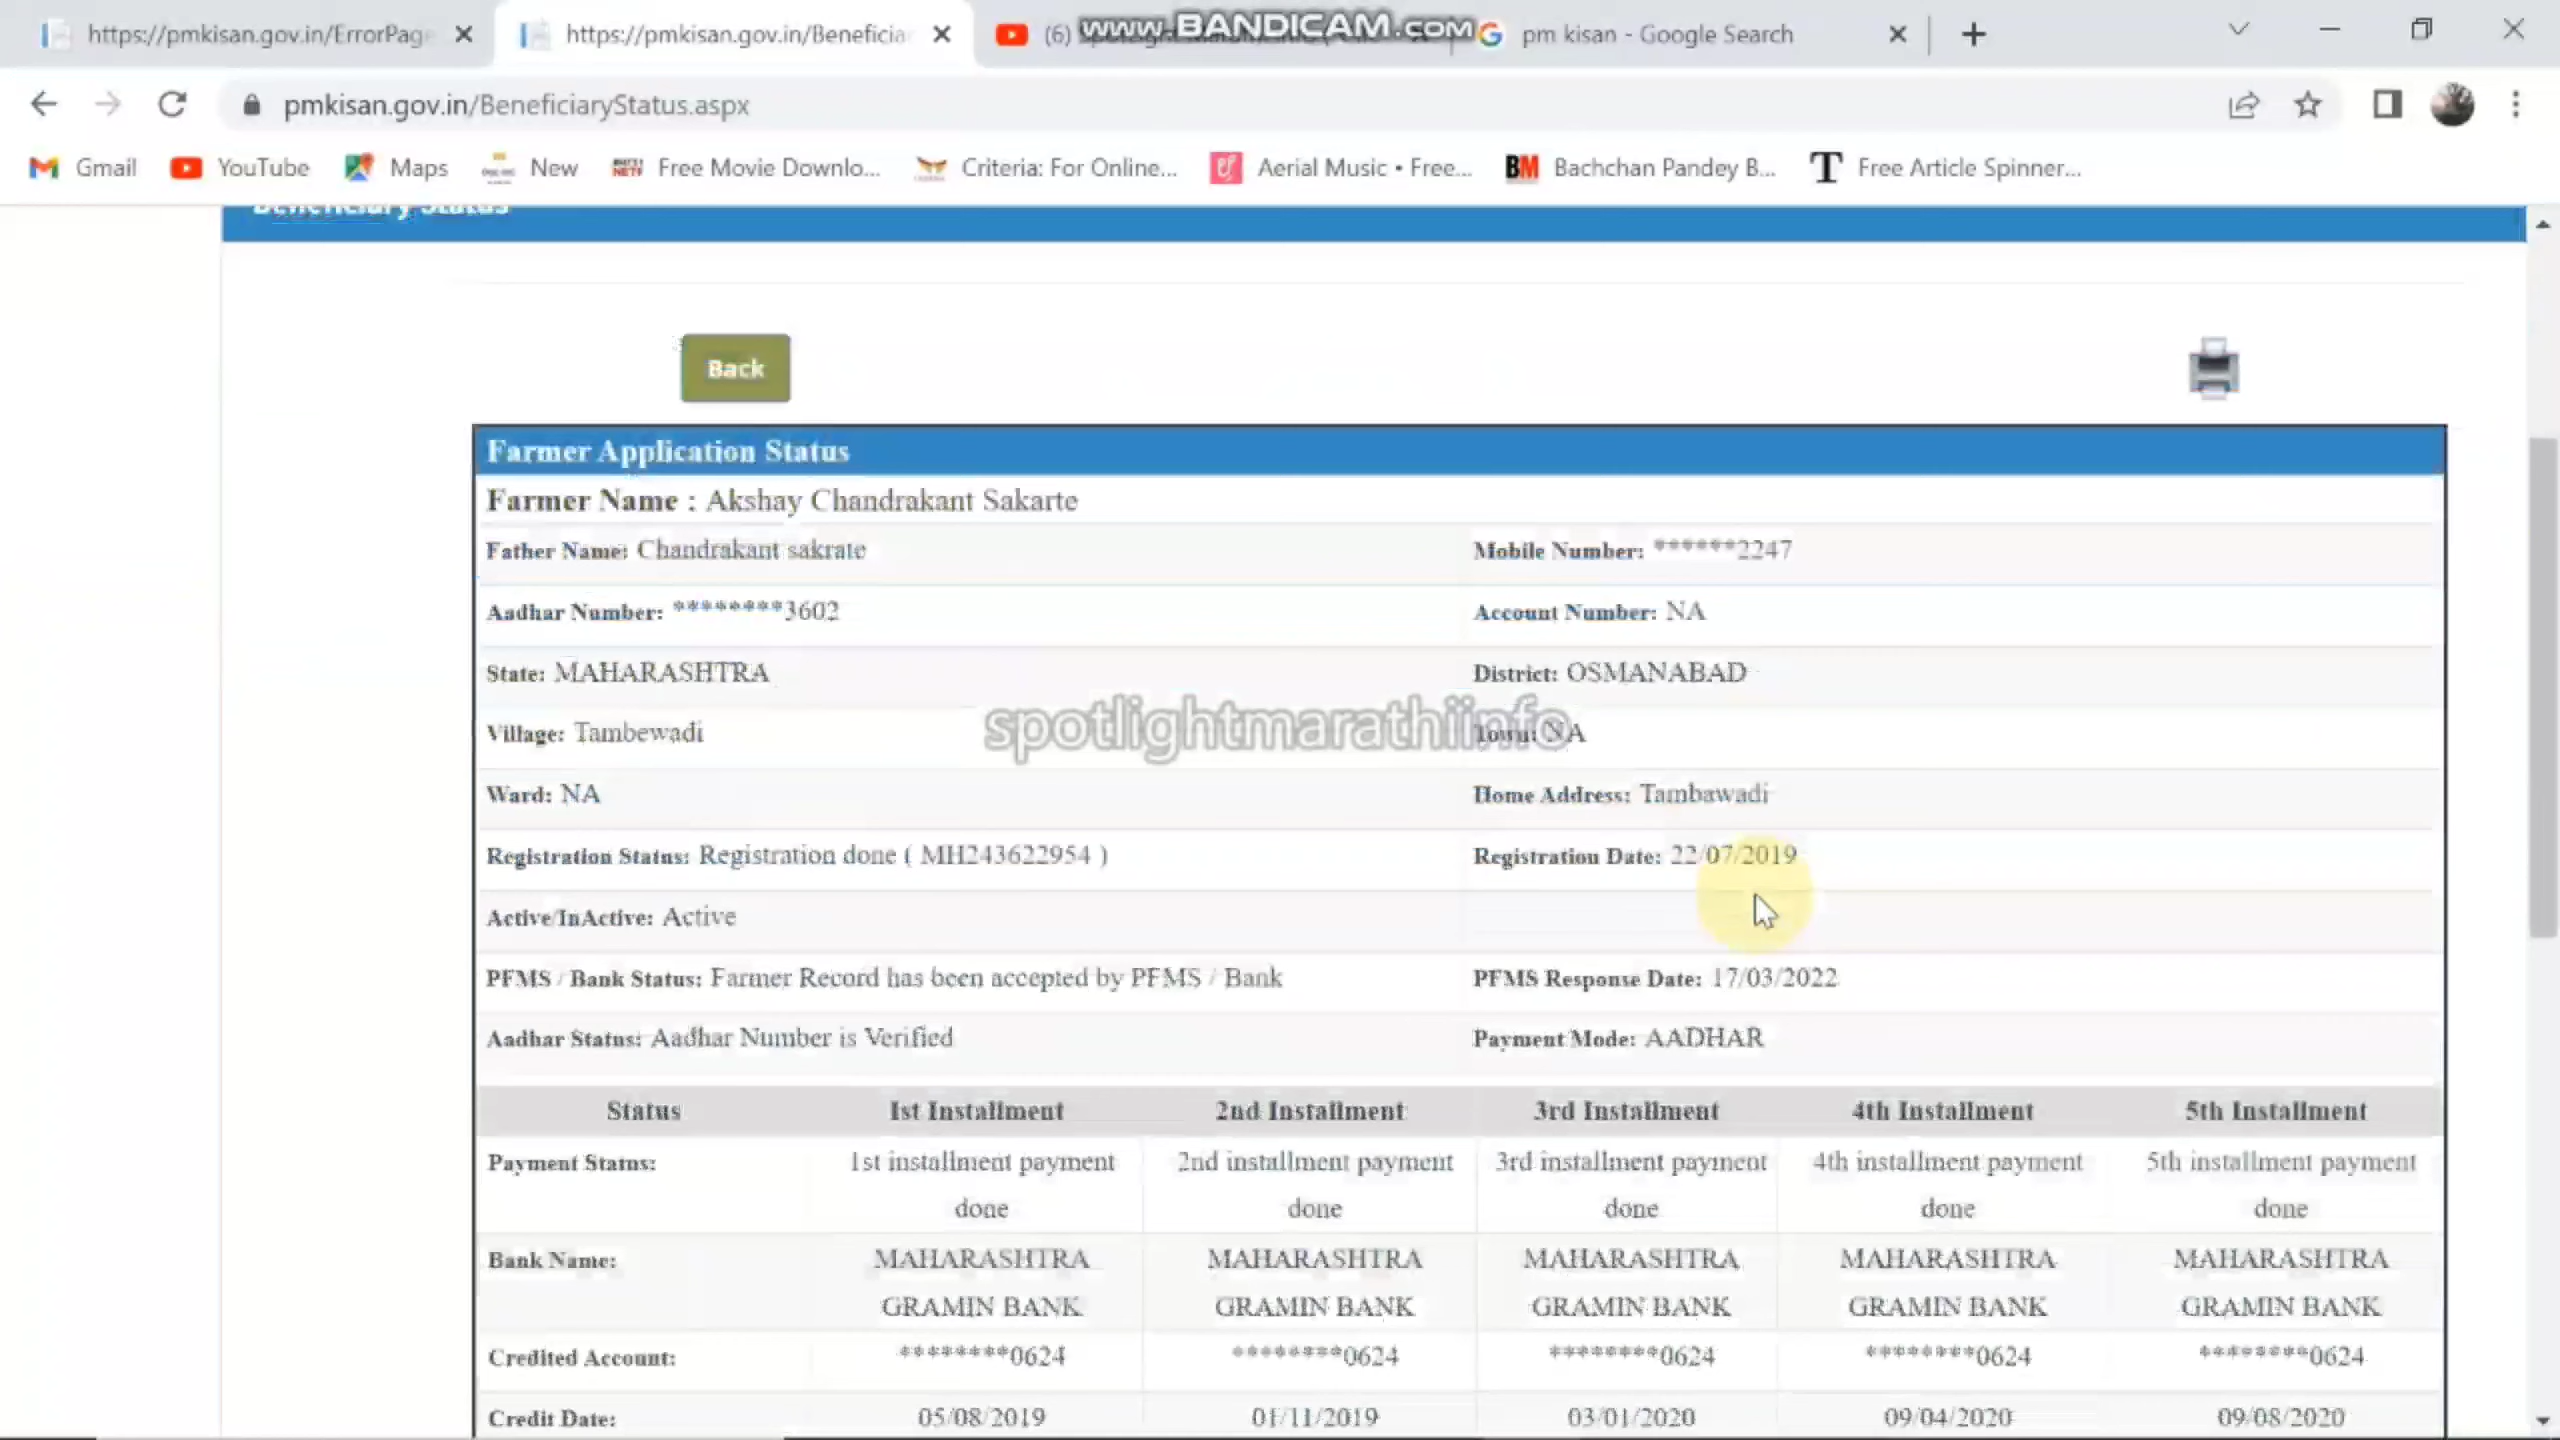 https://pmkisan.gov.in/ErrorPag
https://pmkisan.gov.in/Beneficia
(6)
www.BANDICAM.com
pm kisan - Google Search
pmkisan.gov.in/BeneficiaryStatus.aspx
Gmail YouTube Maps New Free Movie Downlo... Criteria: For Online... Aerial Music • Free... Bachchan Pandey B... Free Article Spinner...
Beneficiary Status
Back
Farmer Application Status
Farmer Name : Akshay Chandrakant Sakarte
Father Name: Chandrakant sakrate Mobile Number: ******2247
Aadhar Number: ********3602 Account Number: NA
State: MAHARASHTRA District: OSMANABAD
spotlightmarathiinfo
Village: Tambewadi Town: NA
Ward: NA Home Address: Tambawadi
Registration Status: Registration done ( MH243622954 ) Registration Date: 22/07/2019
Active/InActive: Active
PFMS / Bank Status: Farmer Record has been accepted by PFMS / Bank PFMS Response Date: 17/03/2022
Aadhar Status: Aadhar Number is Verified Payment Mode: AADHAR
Status 1st Installment 2nd Installment 3rd Installment 4th Installment 5th Installment
Payment Status: 1st installment payment 2nd installment payment 3rd installment payment 4th installment payment 5th installment payment
done done done done done
Bank Name: MAHARASHTRA MAHARASHTRA MAHARASHTRA MAHARASHTRA MAHARASHTRA
GRAMIN BANK GRAMIN BANK GRAMIN BANK GRAMIN BANK GRAMIN BANK
Credited Account: ********0624 ********0624 ********0624 ********0624 ********0624
Credit Date: 05/08/2019 01/11/2019 03/01/2020 09/04/2020 09/08/2020